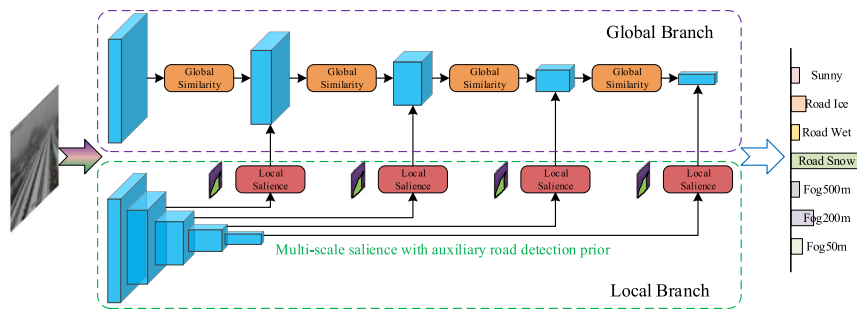 Global Branch
Global
Similarity
Global
Similarity
Global
Similarity
Global
Similarity
Local
Salience
Local
Salience
Local
Salience
Local
Salience
Multi-scale salience with auxiliary road detection prior
Local Branch
Sunny
Road Ice
Road Wet
Road Snow
Fog500m
Fog200m
Fog50m